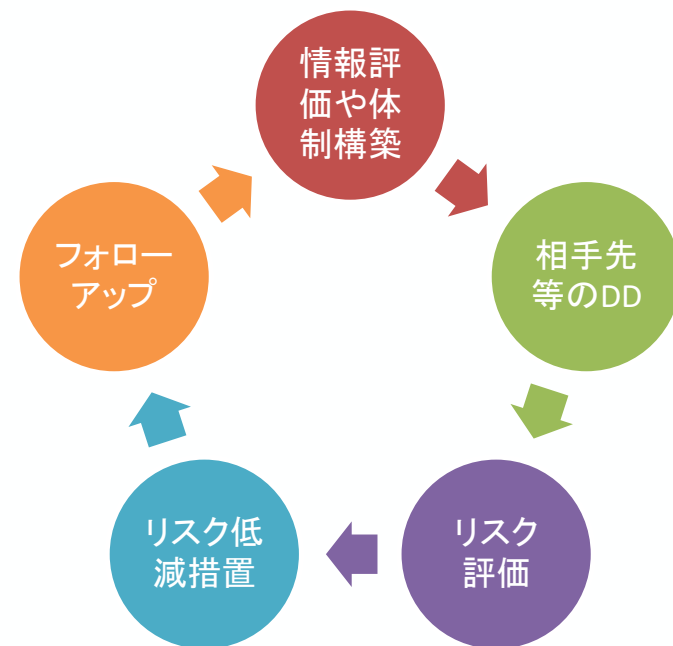 情報評
価や体
制構築
相手先
等のDD
リスク
評価
リスク低
減措置
フォロー
アップ